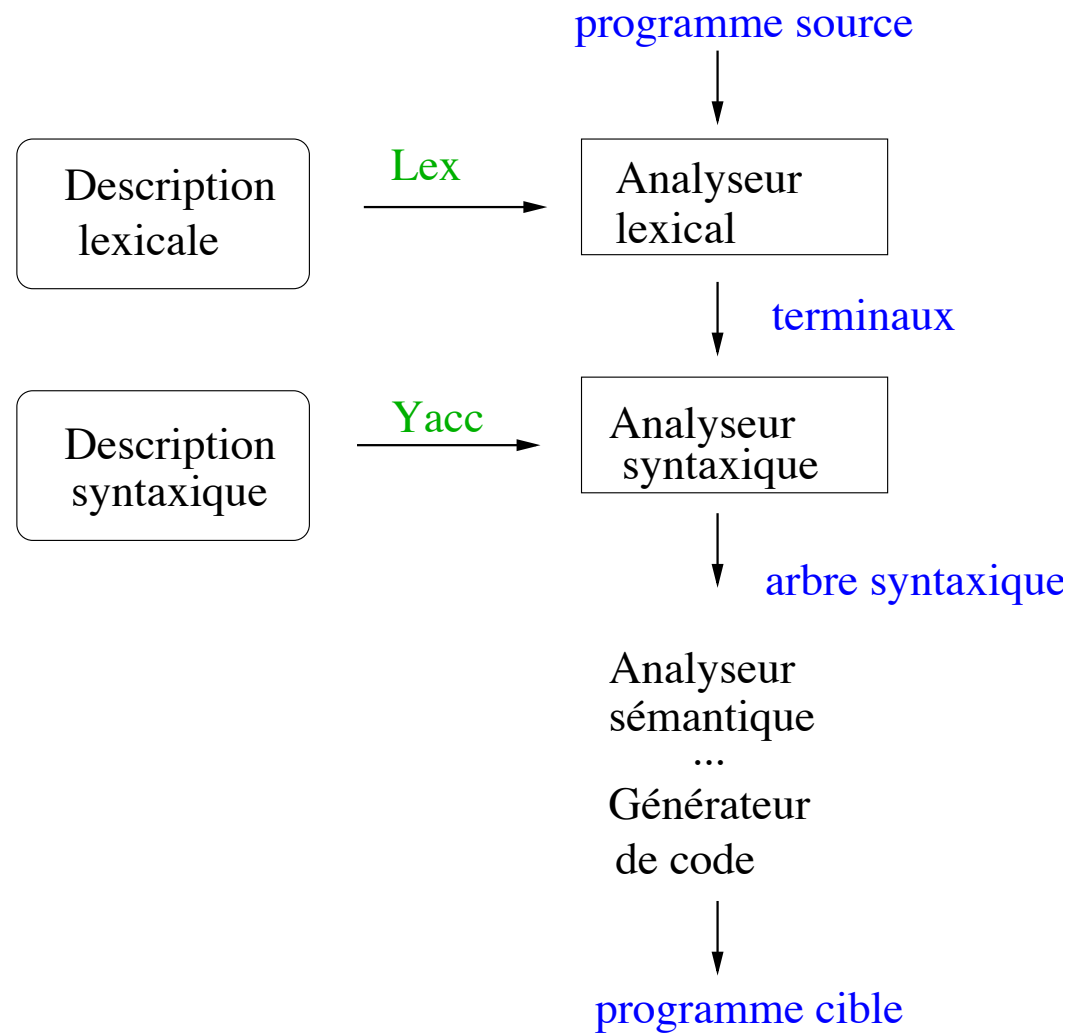 programme source
Description
lexicale
Lex
Analyseur
lexical
terminaux
Description
syntaxique
Yacc
Analyseur
syntaxique
arbre syntaxique
Analyseur
sémantique
...
Générateur
de code
programme cible